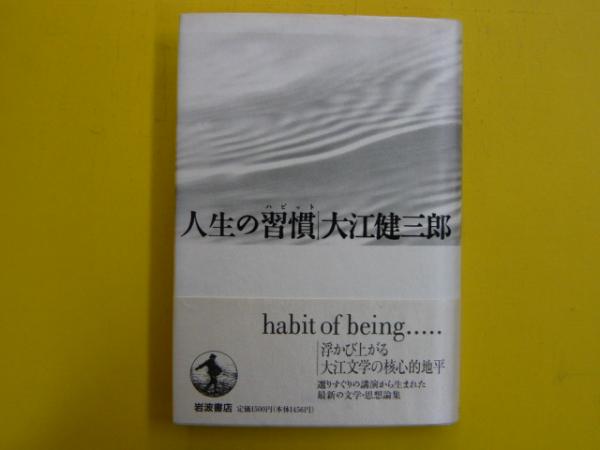 ハビット
人生の習慣|大江健三郎
habit of being.....
浮かび上がる
大江文学の核心的地平
選りすぐりの講演から生まれた
最新の文学・思想論集
岩波書店 定価1500円(本体1456円)